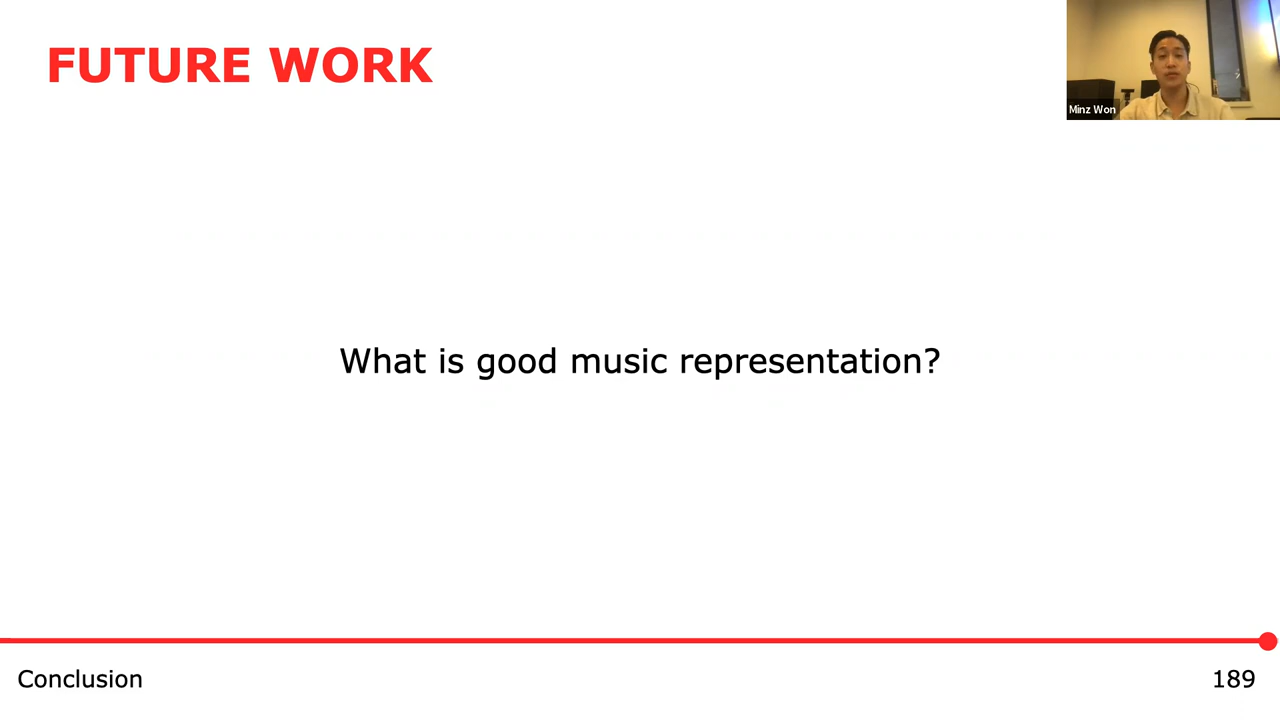 FUTURE WORK
Minz Won
What is good music representation?
Conclusion
189